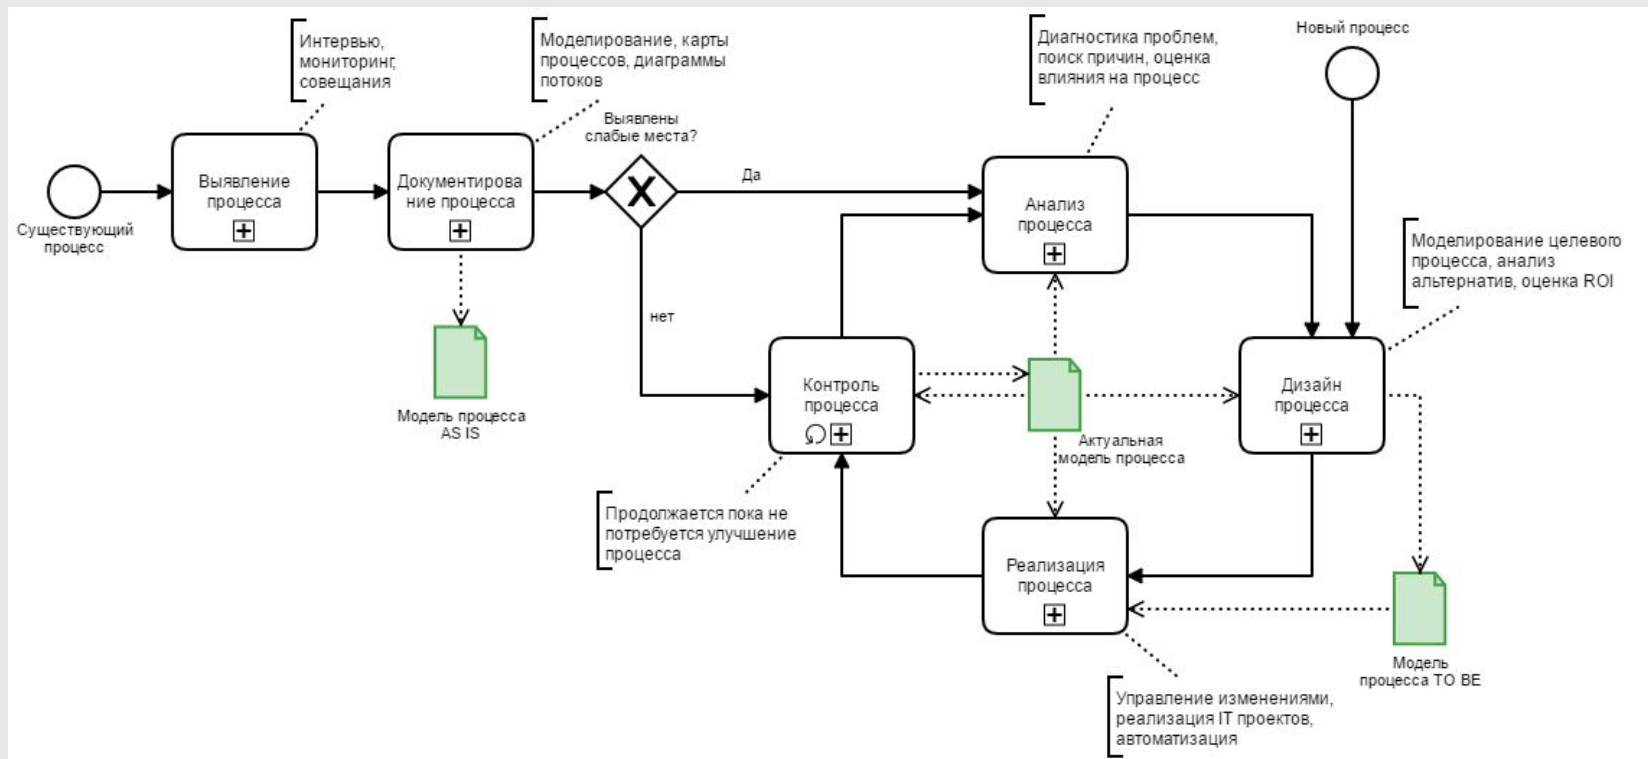 Интервью,
мониторинг,
совещания
Моделирование, карты
процессов, диаграммы
потоков
Диагностика проблем,
поиск причин, оценка
влияния на процесс
Новый процесс
Выявлены
слабые места?
Существующий
процесс
Выявление
процесса
Документирова
ние процесса
Да
Анализ
процесса
Моделирование целевого
процесса, анализ
альтернатив, оценка ROI
нет
Модель процесса
AS IS
Контроль
процесса
Актуальная
модель процесса
Дизайн
процесса
Продолжается пока не
потребуется улучшение
процесса
Реализация
процесса
Модель
процесса TO BE
Управление изменениями,
реализация IT проектов,
автоматизация